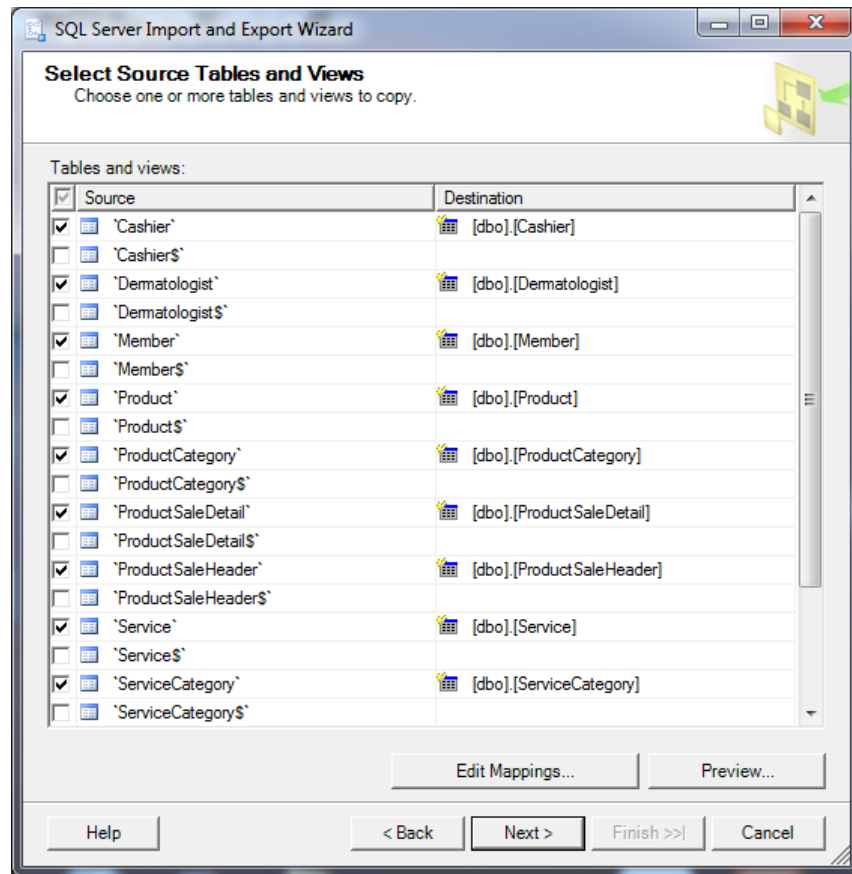 SQL Server Import and Export Wizard
Select Source Tables and Views
Choose one or more tables and views to copy.
Tables and views:
Source Destination
`Cashier` [dbo].[Cashier]
`Cashier$`
`Dermatologist` [dbo].[Dermatologist]
`Dermatologist$`
`Member` [dbo].[Member]
`Member$`
`Product` [dbo].[Product]
`Product$`
`ProductCategory` [dbo].[ProductCategory]
`ProductCategory$`
`ProductSaleDetail` [dbo].[ProductSaleDetail]
`ProductSaleDetail$`
`ProductSaleHeader` [dbo].[ProductSaleHeader]
`ProductSaleHeader$`
`Service` [dbo].[Service]
`Service$`
`ServiceCategory` [dbo].[ServiceCategory]
`ServiceCategory$`
Edit Mappings... Preview...
Help < Back Next > Finish >>| Cancel